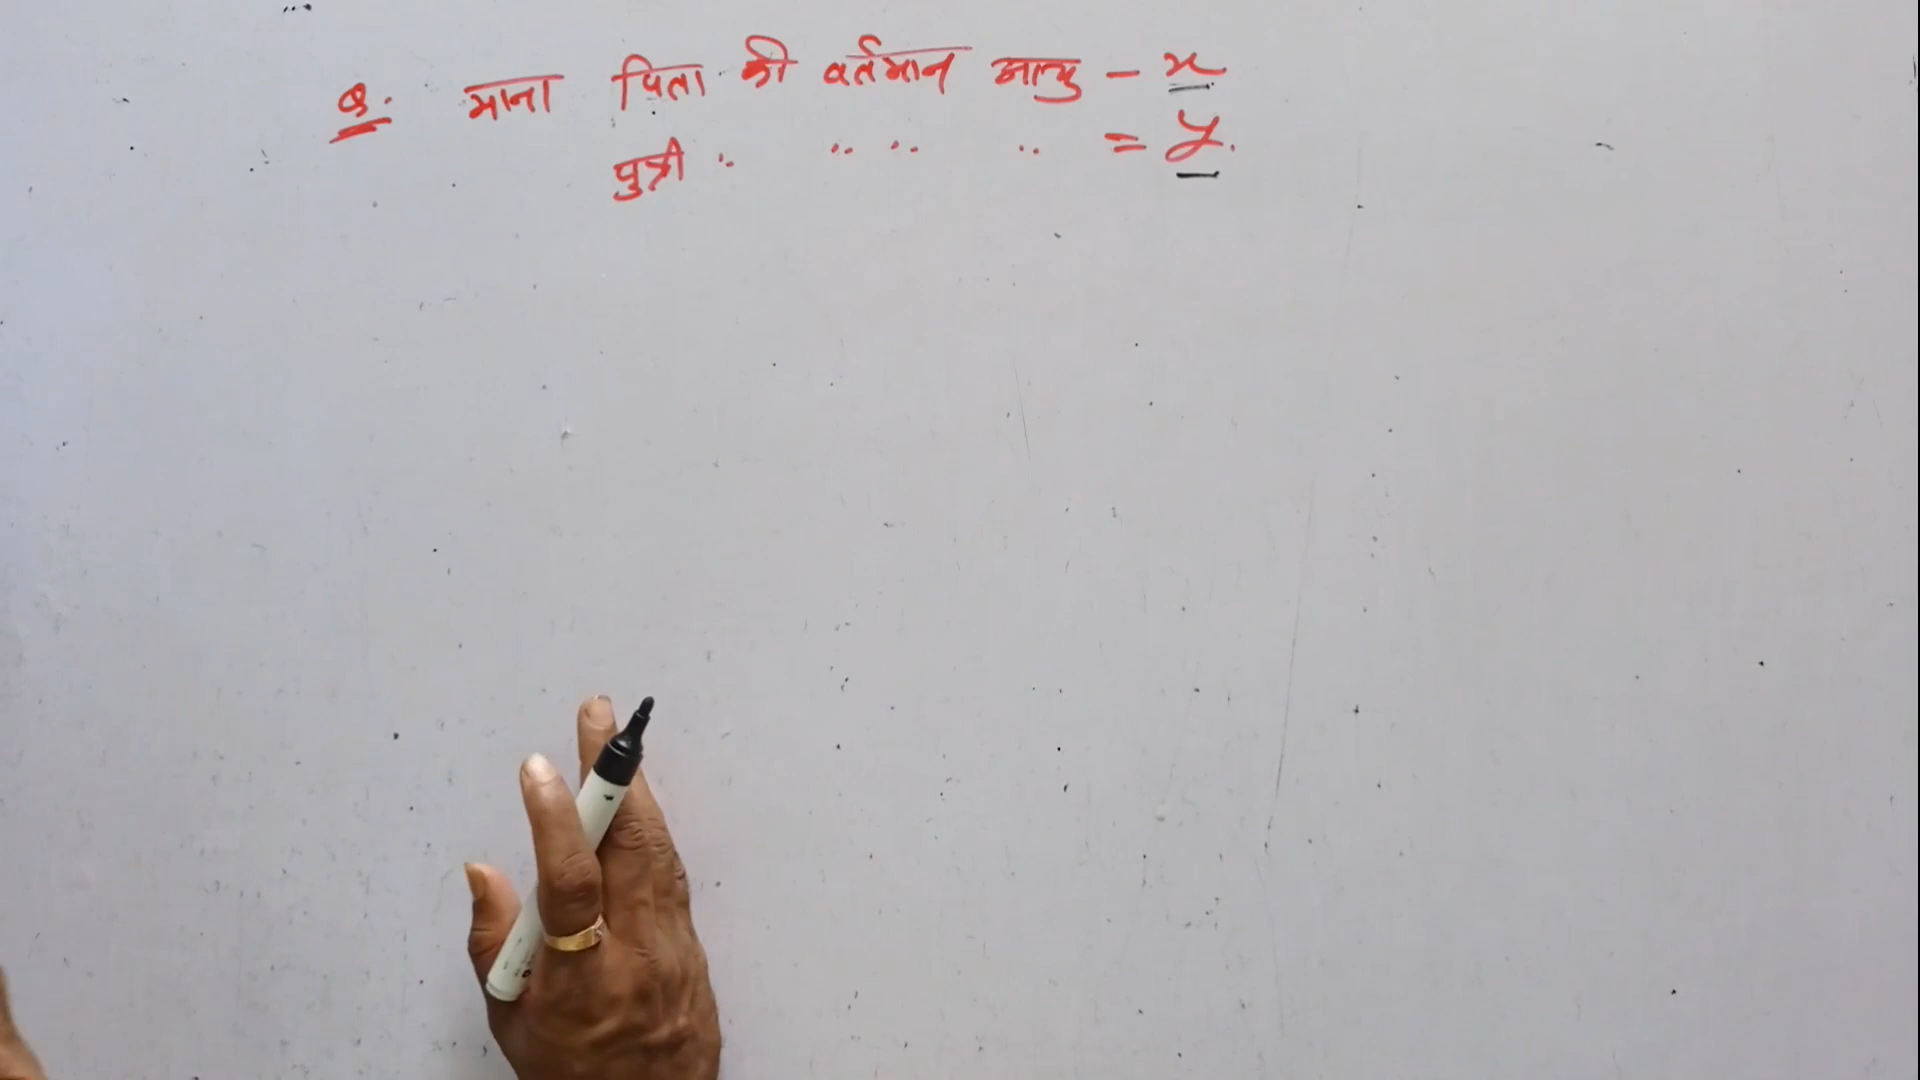 Q. माना पिता की वर्तमान आयु - x
पुत्री " " " " = y.